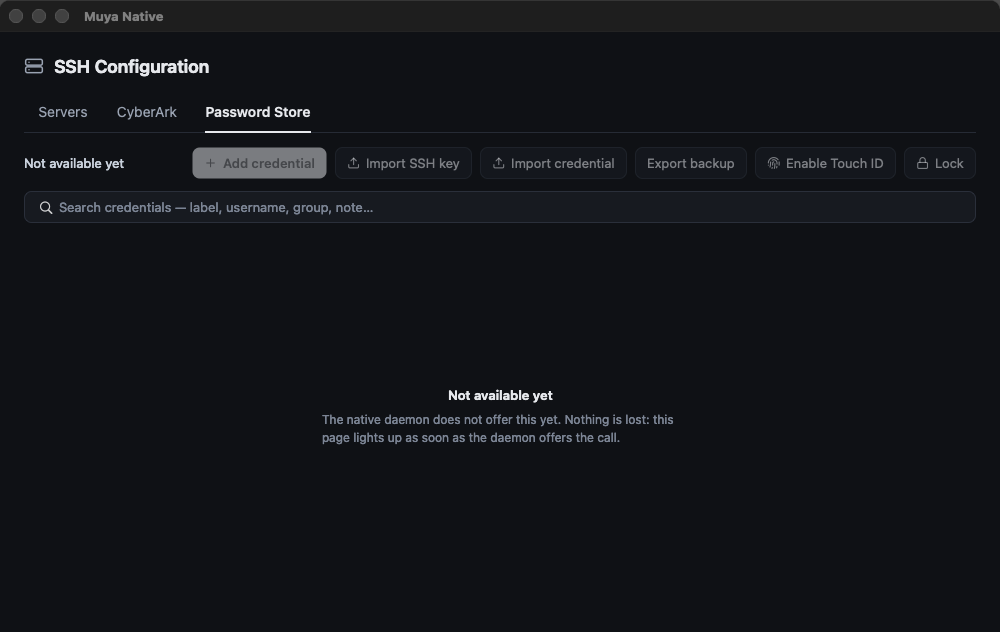 Muya Native
SSH Configuration
Servers
CyberArk
Password Store
Not available yet
+ Add credential
Import SSH key
Import credential
Export backup
Enable Touch ID
Lock
Search credentials — label, username, group, note...
Not available yet
The native daemon does not offer this yet. Nothing is lost: this
page lights up as soon as the daemon offers the call.